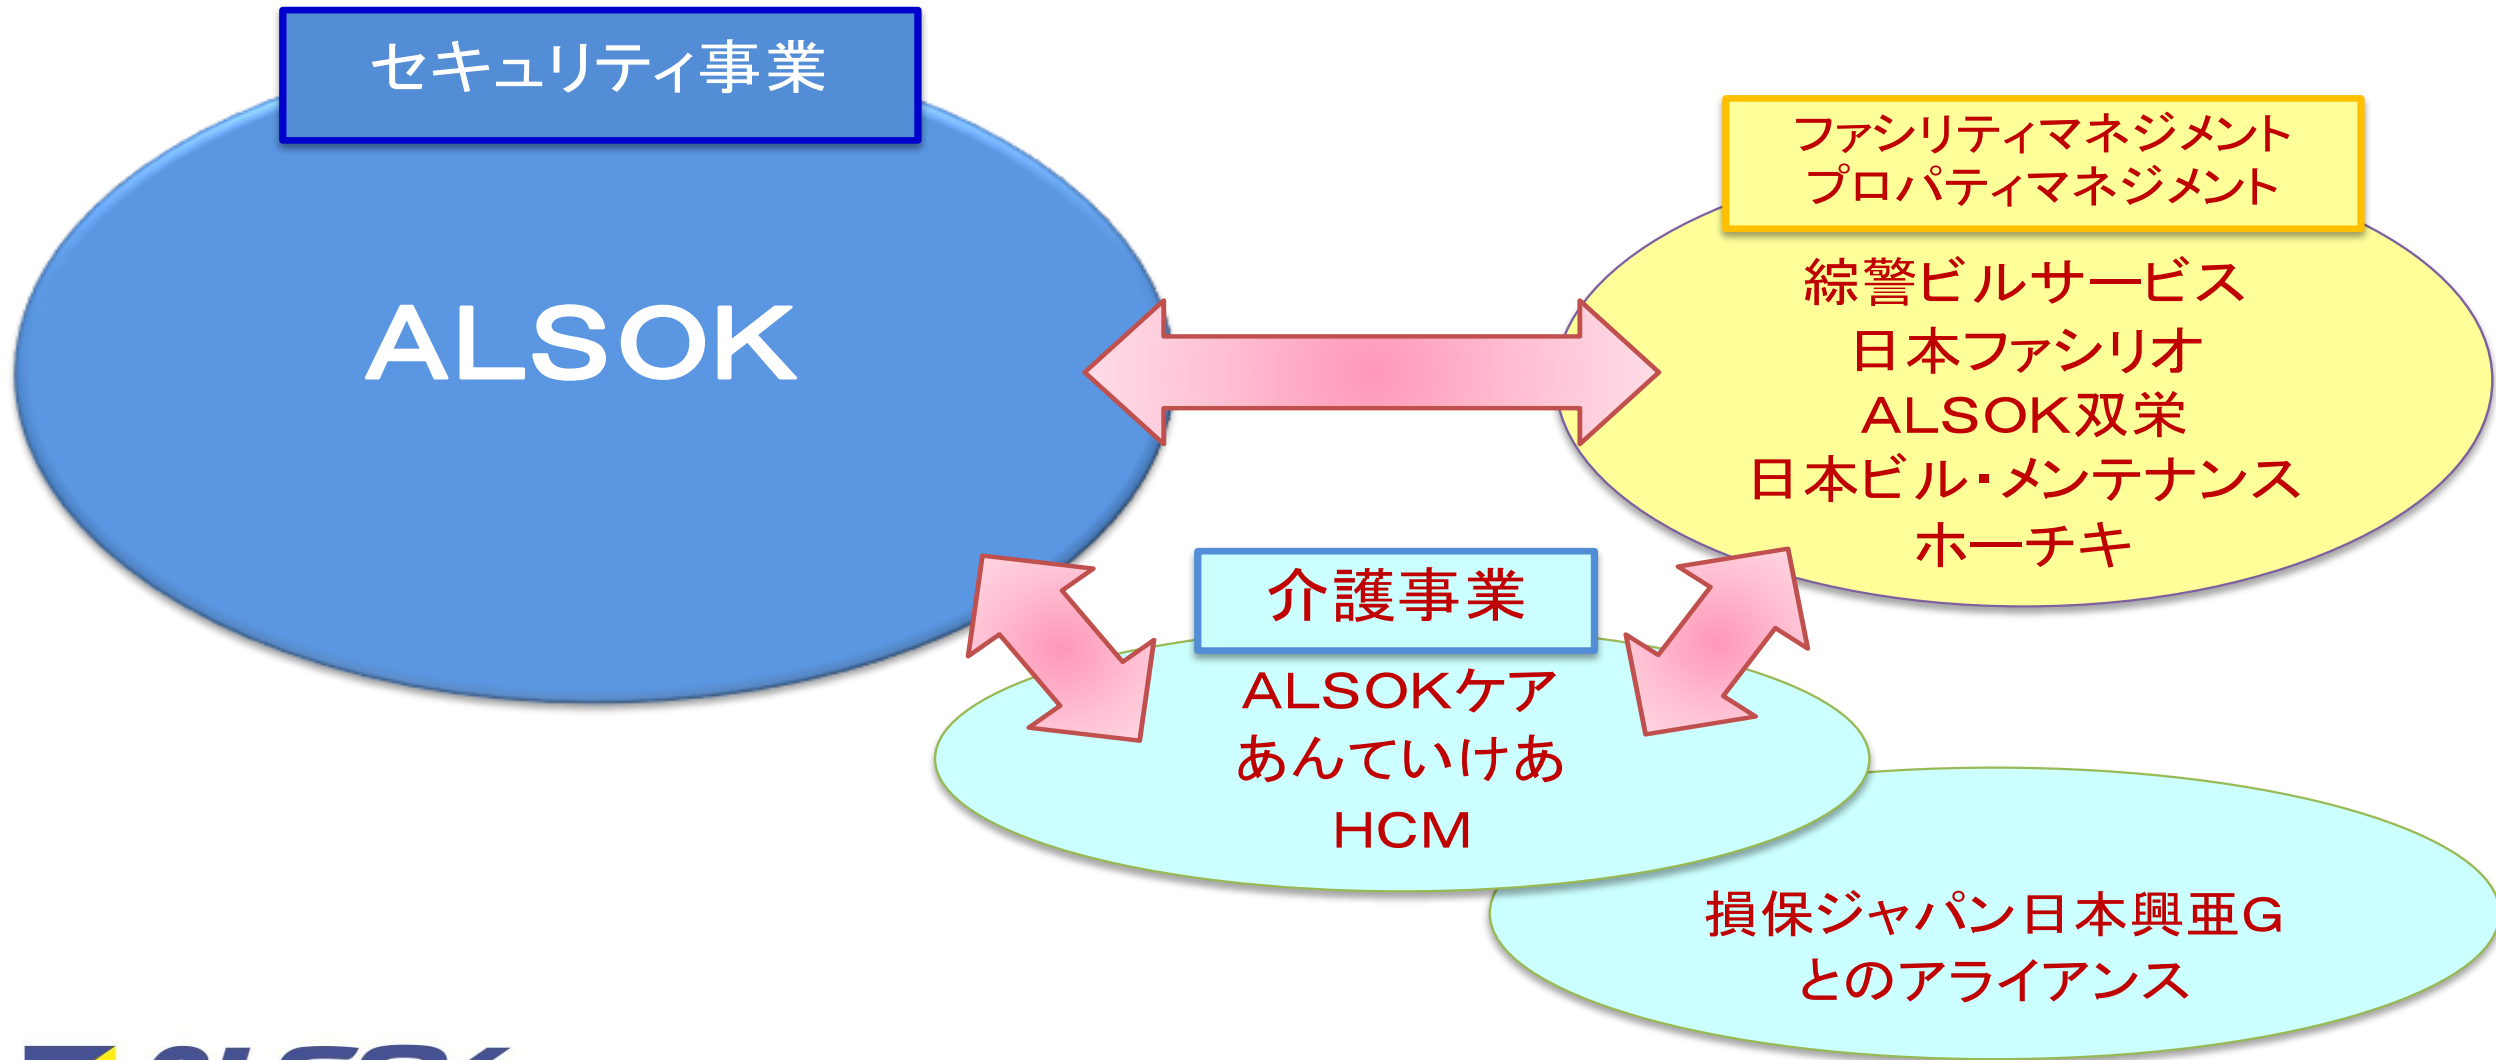 セキュリティ事業
ALSOK
ファシリティマネジメント
プロパティマネジメント
綜警ビルサービス
日本ファシリオ
ALSOK双栄
日本ビル・メンテナンス
ホーチキ
介護事業
ALSOKケア
あんていけあ
HCM
損保ジャパン日本興亜G
とのアライアンス
ALSOK